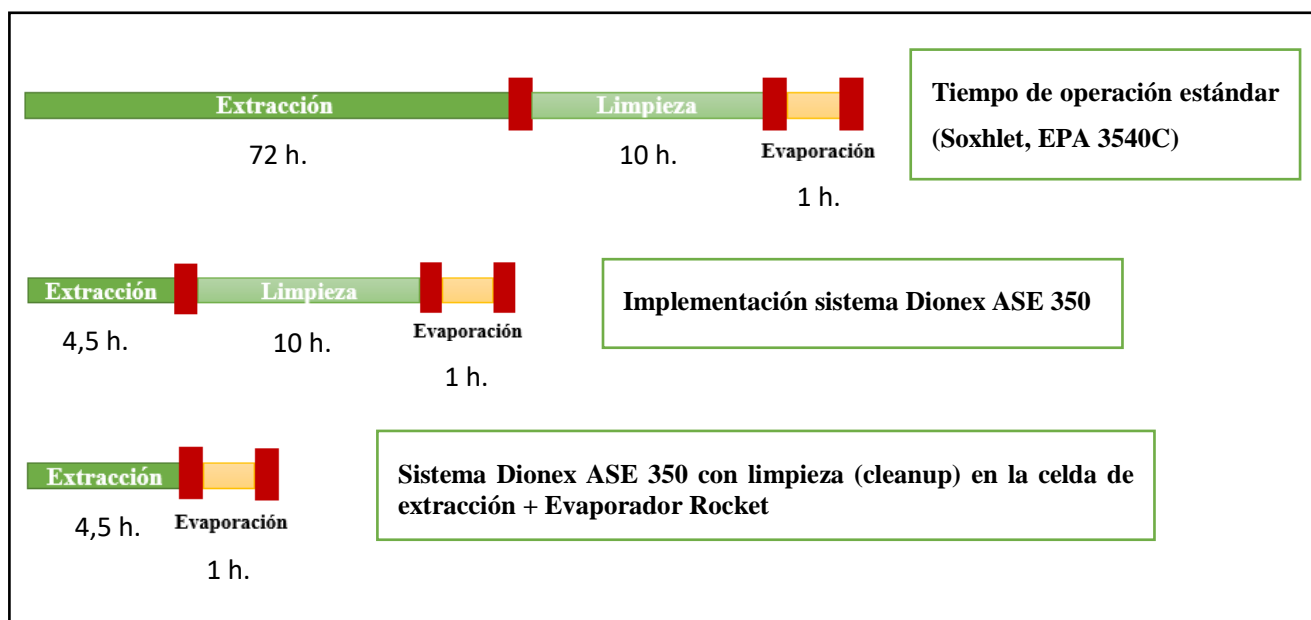 Extracción
Limpieza
72 h.
10 h.
Evaporación
1 h.
Tiempo de operación estándar
(Soxhlet, EPA 3540C)
Extracción
Limpieza
4,5 h.
10 h.
Evaporación
1 h.
Implementación sistema Dionex ASE 350
Extracción
4,5 h.
Evaporación
1 h.
Sistema Dionex ASE 350 con limpieza (cleanup) en la celda de
extracción + Evaporador Rocket